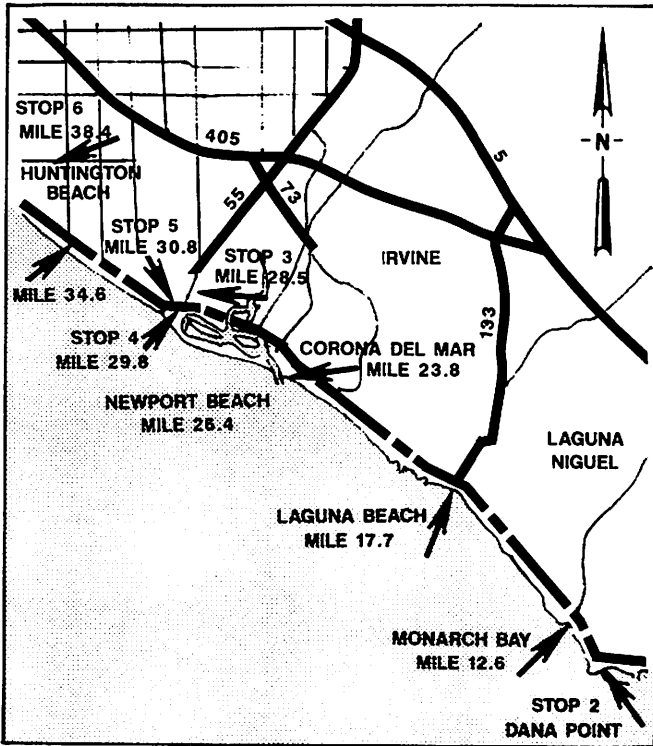 STOP 6
MILE 38.4
HUNTINGTON
BEACH
405
5
N
55
73
STOP 5
MILE 30.8
STOP 3
MILE 28.5
IRVINE
MILE 34.6
133
STOP 4
MILE 29.8
CORONA DEL MAR
MILE 23.8
NEWPORT BEACH
MILE 26.4
LAGUNA
NIGUEL
LAGUNA BEACH
MILE 17.7
MONARCH BAY
MILE 12.6
STOP 2
DANA POINT